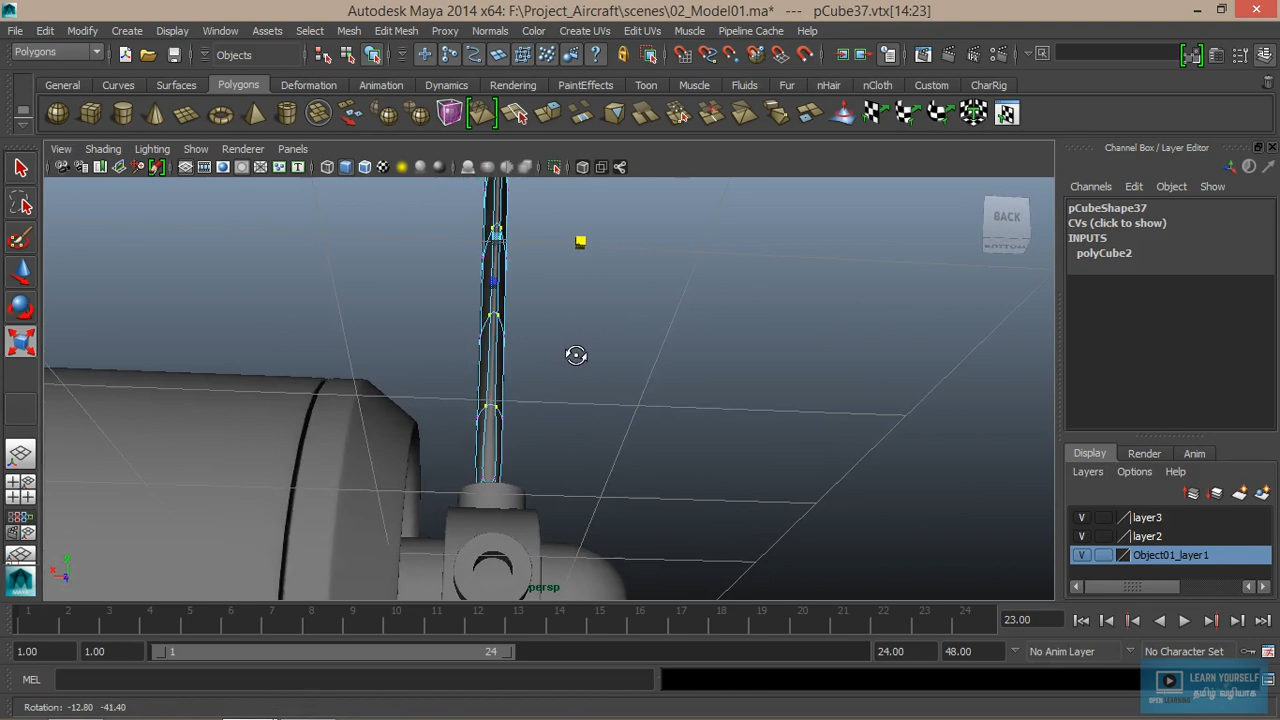 Autodesk Maya 2014 x64: F:\Project_Aircraft\scenes\02_Model01.ma* --- pCube37.vtx[14:23]
File Edit Modify Create Display Window Assets Select Mesh Edit Mesh Proxy Normals Color Create UVs Edit UVs Muscle Pipeline Cache Help
Polygons Objects
General Curves Surfaces Polygons Deformation Animation Dynamics Rendering PaintEffects Toon Muscle Fluids Fur nHair nCloth Custom CharRig
View Shading Lighting Show Renderer Panels
Channel Box / Layer Editor
Channels Edit Object Show
pCubeShape37
CVs (click to show)
INPUTS
polyCube2
BACK
BOTTOM
persp
Display Render Anim
Layers Options Help
V layer3
V layer2
V Object01_layer1
1 2 3 4 5 6 7 8 9 10 11 12 13 14 15 16 17 18 19 20 21 22 23 24 23.00
1.00 1.00 1 24 24.00 48.00 No Anim Layer No Character Set
MEL
LEARN YOURSELF
தமிழ் வழியாக
OPEN LEARNING
Rotation: -12.80 -41.40